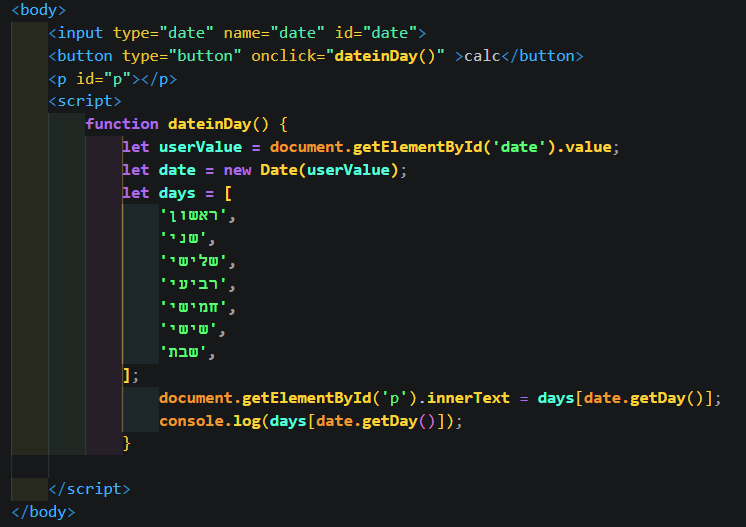 <body>
<input type="date" name="date" id="date">
<button type="button" onclick="dateinDay()" >calc</button>
<p id="p"></p>
<script>
function dateinDay() {
let userValue = document.getElementById('date').value;
let date = new Date(userValue);
let days = [
'ראשון',
'שני',
'שלישי',
'רביעי',
'חמישי',
'שישי',
'שבת',
];
document.getElementById('p').innerText = days[date.getDay()];
console.log(days[date.getDay()]);
}
</script>
</body>